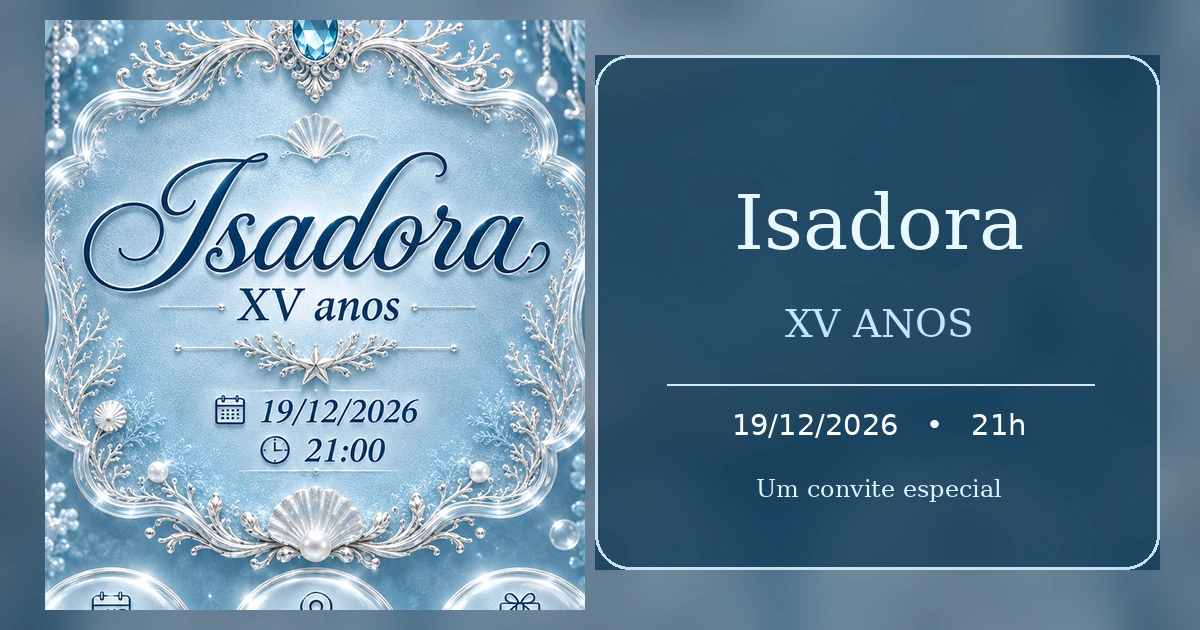 Isadora
XV anos
19/12/2026
21:00
Isadora
XV ANOS
19/12/2026 • 21h
Um convite especial